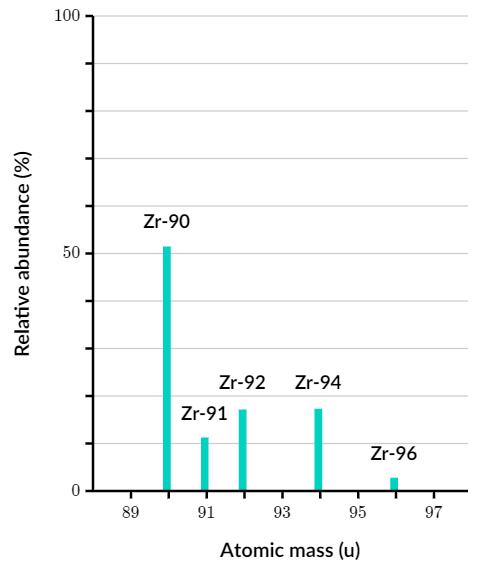 100
50
0
Relative abundance (%)
Zr-90
Zr-91
Zr-92
Zr-94
Zr-96
89 91 93 95 97
Atomic mass (u)